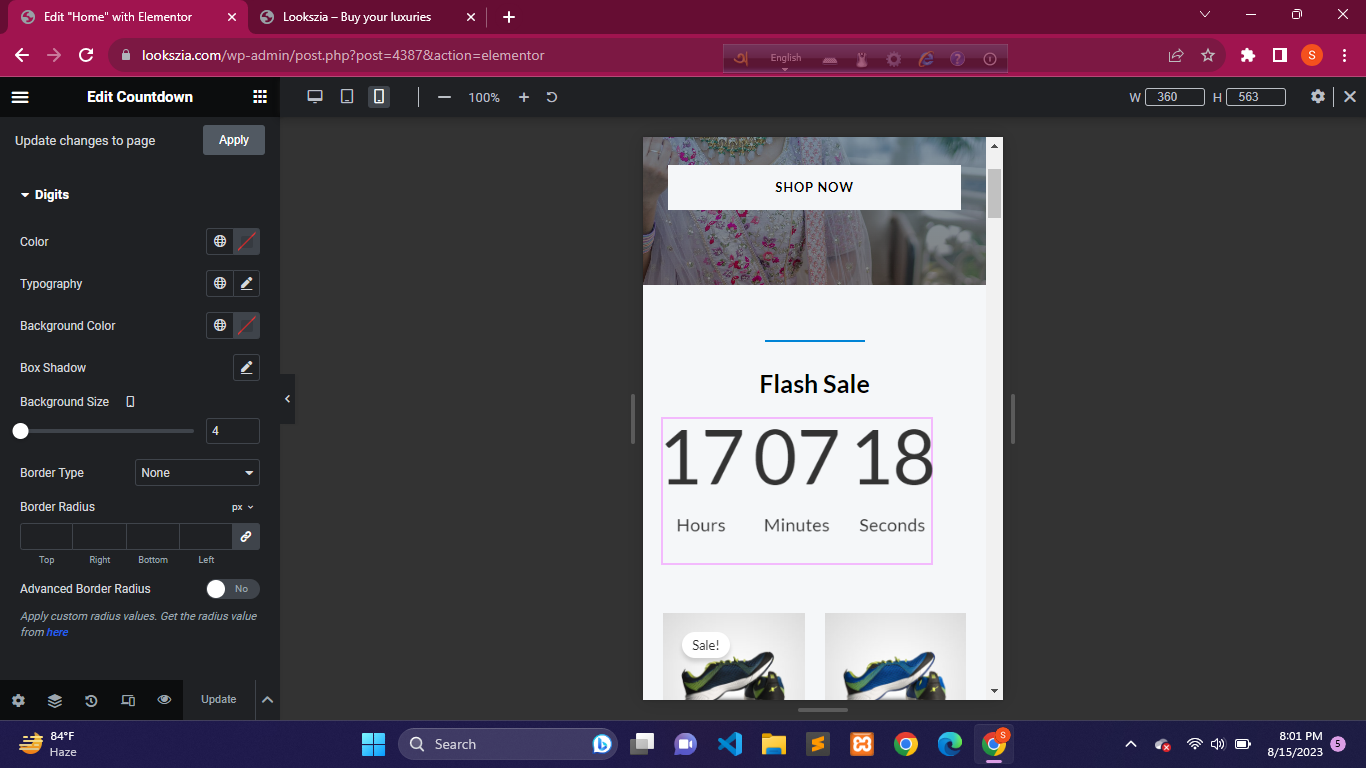 Edit "Home" with Elementor
Lookszia – Buy your luxuries
lookszia.com/wp-admin/post.php?post=4387&action=elementor
English
S
Edit Countdown
100%
W 360 H 563
Update changes to page
Apply
Digits
Color
Typography
Background Color
Box Shadow
Background Size
4
Border Type
None
Border Radius
px
Top Right Bottom Left
Advanced Border Radius
No
Apply custom radius values. Get the radius value
from here
Update
SHOP NOW
Flash Sale
17 07 18
Hours Minutes Seconds
Sale!
84°F
Haze
Search
S
8:01 PM
8/15/2023
5